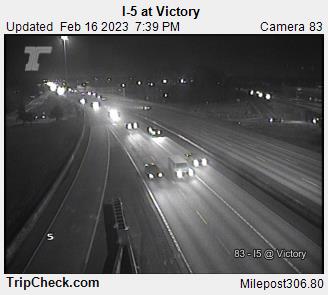 I-5 at Victory
Updated Feb 16 2023 7:39 PM Camera 83
T
S
83 - I5 @ Victory
TripCheck.com Milepost306.80